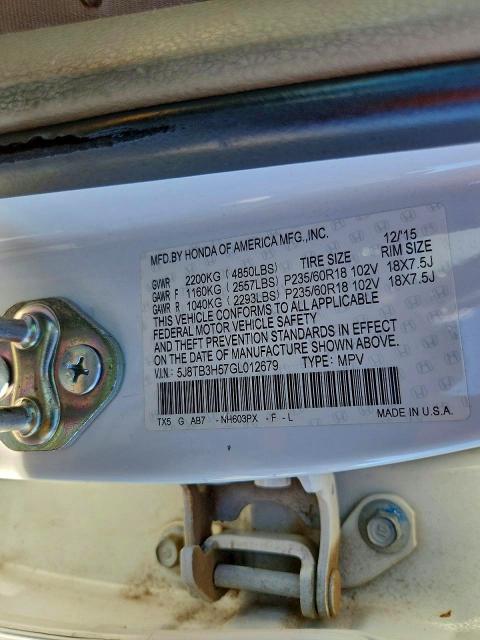 MFD.BY HONDA OF AMERICA MFG.,INC. 12/'15
TIRE SIZE RIM SIZE
GVWR 2200KG (4850LBS)
GAWR F 1160KG (2557LBS) P235/60R18 102V 18X7.5J
GAWR R 1040KG (2293LBS) P235/60R18 102V 18X7.5J
THIS VEHICLE CONFORMS TO ALL APPLICABLE
FEDERAL MOTOR VEHICLE SAFETY
AND THEFT PREVENTION STANDARDS IN EFFECT
ON THE DATE OF MANUFACTURE SHOWN ABOVE.
V.I.N.: 5J8TB3H57GL012679 TYPE: MPV
TX5 G AB7 -NH603PX -F -L MADE IN U.S.A.